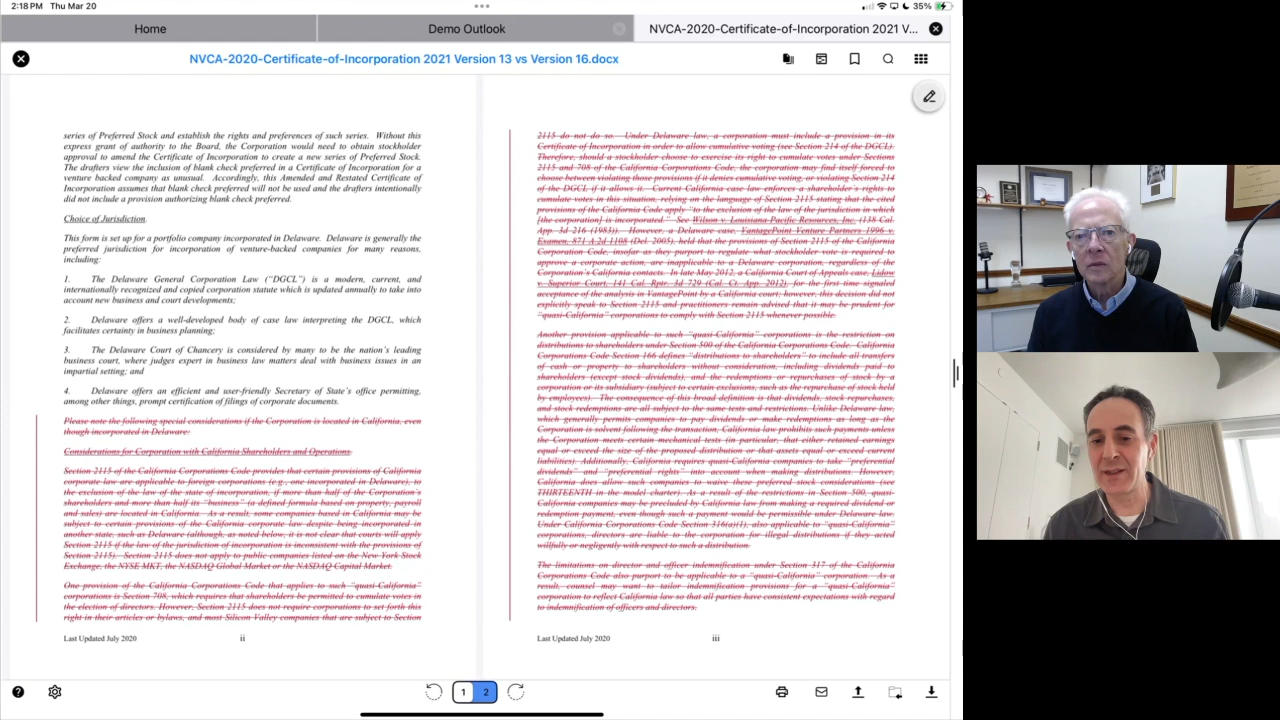 2:18 PM Thu Mar 20
35%
Home
Demo Outlook
NVCA-2020-Certificate-of-Incorporation 2021 V...
NVCA-2020-Certificate-of-Incorporation 2021 Version 13 vs Version 16.docx
series of Preferred Stock and establish the rights and preferences of such series. Without this
express grant of authority to the Board, the Corporation would need to obtain stockholder
approval to amend the Certificate of Incorporation to create a new series of Preferred Stock.
The drafters view the inclusion of blank check preferred in a Certificate of Incorporation for a
venture backed company as unusual. Accordingly, this Amended and Restated Certificate of
Incorporation assumes that blank check preferred will not be used and the drafters intentionally
did not include a provision authorizing blank check preferred.
Choice of Jurisdiction.
This form is set up for a portfolio company incorporated in Delaware. Delaware is generally the
preferred jurisdiction for incorporation of venture-backed companies for many reasons,
including:
1. The Delaware General Corporation Law ("DGCL") is a modern, current, and
internationally recognized and copied corporation statute which is updated annually to take into
account new business and court developments;
2. Delaware offers a well-developed body of case law interpreting the DGCL, which
facilitates certainty in business planning;
3. The Delaware Court of Chancery is considered by many to be the nation's leading
business court, where judges expert in business law matters deal with business issues in an
impartial setting; and
4. Delaware offers an efficient and user-friendly Secretary of State's office permitting,
among other things, prompt certification of filings of corporate documents.
Please note the following special considerations if the Corporation is located in California, even
though incorporated in Delaware:
Considerations for Corporation with California Shareholders and Operations.
Section 2115 of the California Corporations Code provides that certain provisions of California
corporate law are applicable to foreign corporations (e.g., one incorporated in Delaware), to
the exclusion of the law of the state of incorporation, if more than half of the Corporation's
shareholders and more than half its "business" (a defined formula based on property, payroll
and sales) are located in California. As a result, some companies based in California may be
subject to certain provisions of the California corporate law despite being incorporated in
another state, such as Delaware (although, as noted below, it is not clear that courts will apply
Section 2115 if the law of the jurisdiction of incorporation is inconsistent with the provisions of
Section 2115). Section 2115 does not apply to public companies listed on the New York Stock
Exchange, the NYSE MKT, the NASDAQ Global Market or the NASDAQ Capital Market.
One provision of the California Corporations Code that applies to such "quasi-California"
corporations is Section 708, which requires that shareholders be permitted to cumulate votes in
the election of directors. However, Section 2115 does not require corporations to set forth this
right in their articles or bylaws, and most Silicon Valley companies that are subject to Section
Last Updated July 2020
ii
2115 do not do so. Under Delaware law, a corporation must include a provision in its
Certificate of Incorporation in order to allow cumulative voting (see Section 214 of the DGCL).
Therefore, should a stockholder choose to exercise its right to cumulate votes under Sections
2115 and 708 of the California Corporations Code, the corporation may find itself forced to
choose between violating those provisions if it denies cumulative voting, or violating Section 214
of the DGCL if it allows it. Current California case law enforces a shareholder's rights to
cumulate votes in this situation, relying on the language of Section 2115 stating that the cited
provisions of the California Code apply "to the exclusion of the law of the jurisdiction in which
[the corporation] is incorporated." See Wilson v. Louisiana-Pacific Resources, Inc. (138 Cal.
App. 3d 216 (1983)). However, a Delaware case, VantagePoint Venture Partners 1996 v.
Examen, 871 A.2d 1108 (Del. 2005), held that the provisions of Section 2115 of the California
Corporations Code, insofar as they purport to regulate what stockholder vote is required to
approve a corporate action, are inapplicable to a Delaware corporation, regardless of the
Corporation's California contacts. In late May 2012, a California Court of Appeals case, Lidow
v. Superior Court, 141 Cal. Rptr. 3d 729 (Cal. Ct. App. 2012), for the first time signaled
acceptance of the analysis in VantagePoint by a California court; however, this decision did not
explicitly speak to Section 2115 and practitioners remain advised that it may be prudent for
"quasi-California" corporations to comply with Section 2115 whenever possible.
Another provision applicable to such "quasi-California" corporations is the restriction on
distributions to shareholders under Section 500 of the California Corporations Code. California
Corporations Code Section 166 defines "distributions to shareholders" to include all transfers
of cash or property to shareholders without consideration, including dividends paid to
shareholders (except stock dividends), and the redemptions or repurchases of stock by a
corporation or its subsidiary (subject to certain exclusions, such as the repurchase of stock held
by employees). The consequence of this broad definition is that dividends, stock repurchases,
and stock redemptions are all subject to the same tests and restrictions. Unlike Delaware law,
which generally permits companies to pay dividends or make redemptions as long as the
Corporation is solvent following the transaction, California law prohibits such payments unless
the Corporation meets certain mechanical tests (in particular, that either retained earnings
equal or exceed the size of the proposed distribution or that assets equal or exceed current
liabilities). Additionally, California requires quasi-California companies to take "preferential
dividends" and "preferential rights" into account when making distributions. However,
California does allow such companies to waive these preferred stock considerations (see
THIRTEENTH in the model charter). As a result of the restrictions in Section 500, quasi-
California companies may be precluded by California law from making a required dividend or
redemption payment, even though such a payment would be permissible under Delaware law.
Under California Corporations Code Section 316(a)(1), also applicable to "quasi-California"
corporations, directors are liable to the corporation for illegal distributions if they acted
willfully or negligently with respect to such a distribution.
The limitations on director and officer indemnification under Section 317 of the California
Corporations Code also purport to be applicable to a "quasi-California" corporation. As a
result, counsel may want to tailor indemnification provisions for a "quasi-California"
corporation to reflect California law so that all parties have consistent expectations with regard
to indemnification of officers and directors.
Last Updated July 2020
iii
1
2